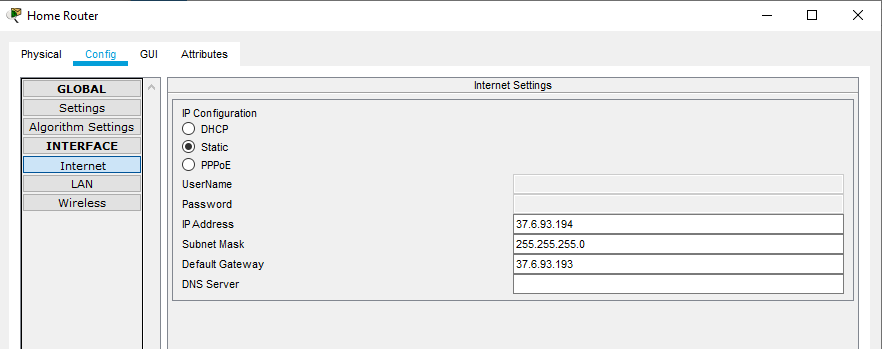 Home Router
Physical Config GUI Attributes
GLOBAL
Settings
Algorithm Settings
INTERFACE
Internet
LAN
Wireless
Internet Settings
IP Configuration
DHCP
Static
PPPoE
UserName
Password
IP Address 37.6.93.194
Subnet Mask 255.255.255.0
Default Gateway 37.6.93.193
DNS Server